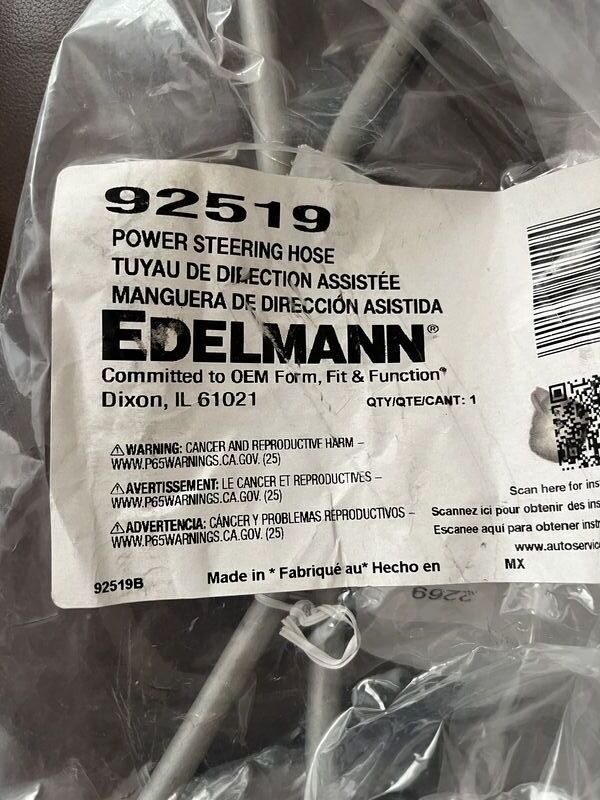 92519
POWER STEERING HOSE
TUYAU DE DIRECTION ASSISTÉE
MANGUERA DE DIRECCIÓN ASISTIDA
EDELMANN®
Committed to OEM Form, Fit & Function®
Dixon, IL 61021
QTY/QTE/CANT: 1
⚠ WARNING: CANCER AND REPRODUCTIVE HARM –
WWW.P65WARNINGS.CA.GOV. (25)
⚠ AVERTISSEMENT: LE CANCER ET REPRODUCTIVES –
WWW.P65WARNINGS.CA.GOV. (25)
⚠ ADVERTENCIA: CÁNCER Y PROBLEMAS REPRODUCTIVOS –
WWW.P65WARNINGS.CA.GOV. (25)
Scan here for ins
Scannez ici pour obtenir des ins
Escanee aquí para obtener instr
www.autoservic
92519B
Made in * Fabriqué au* Hecho en MX